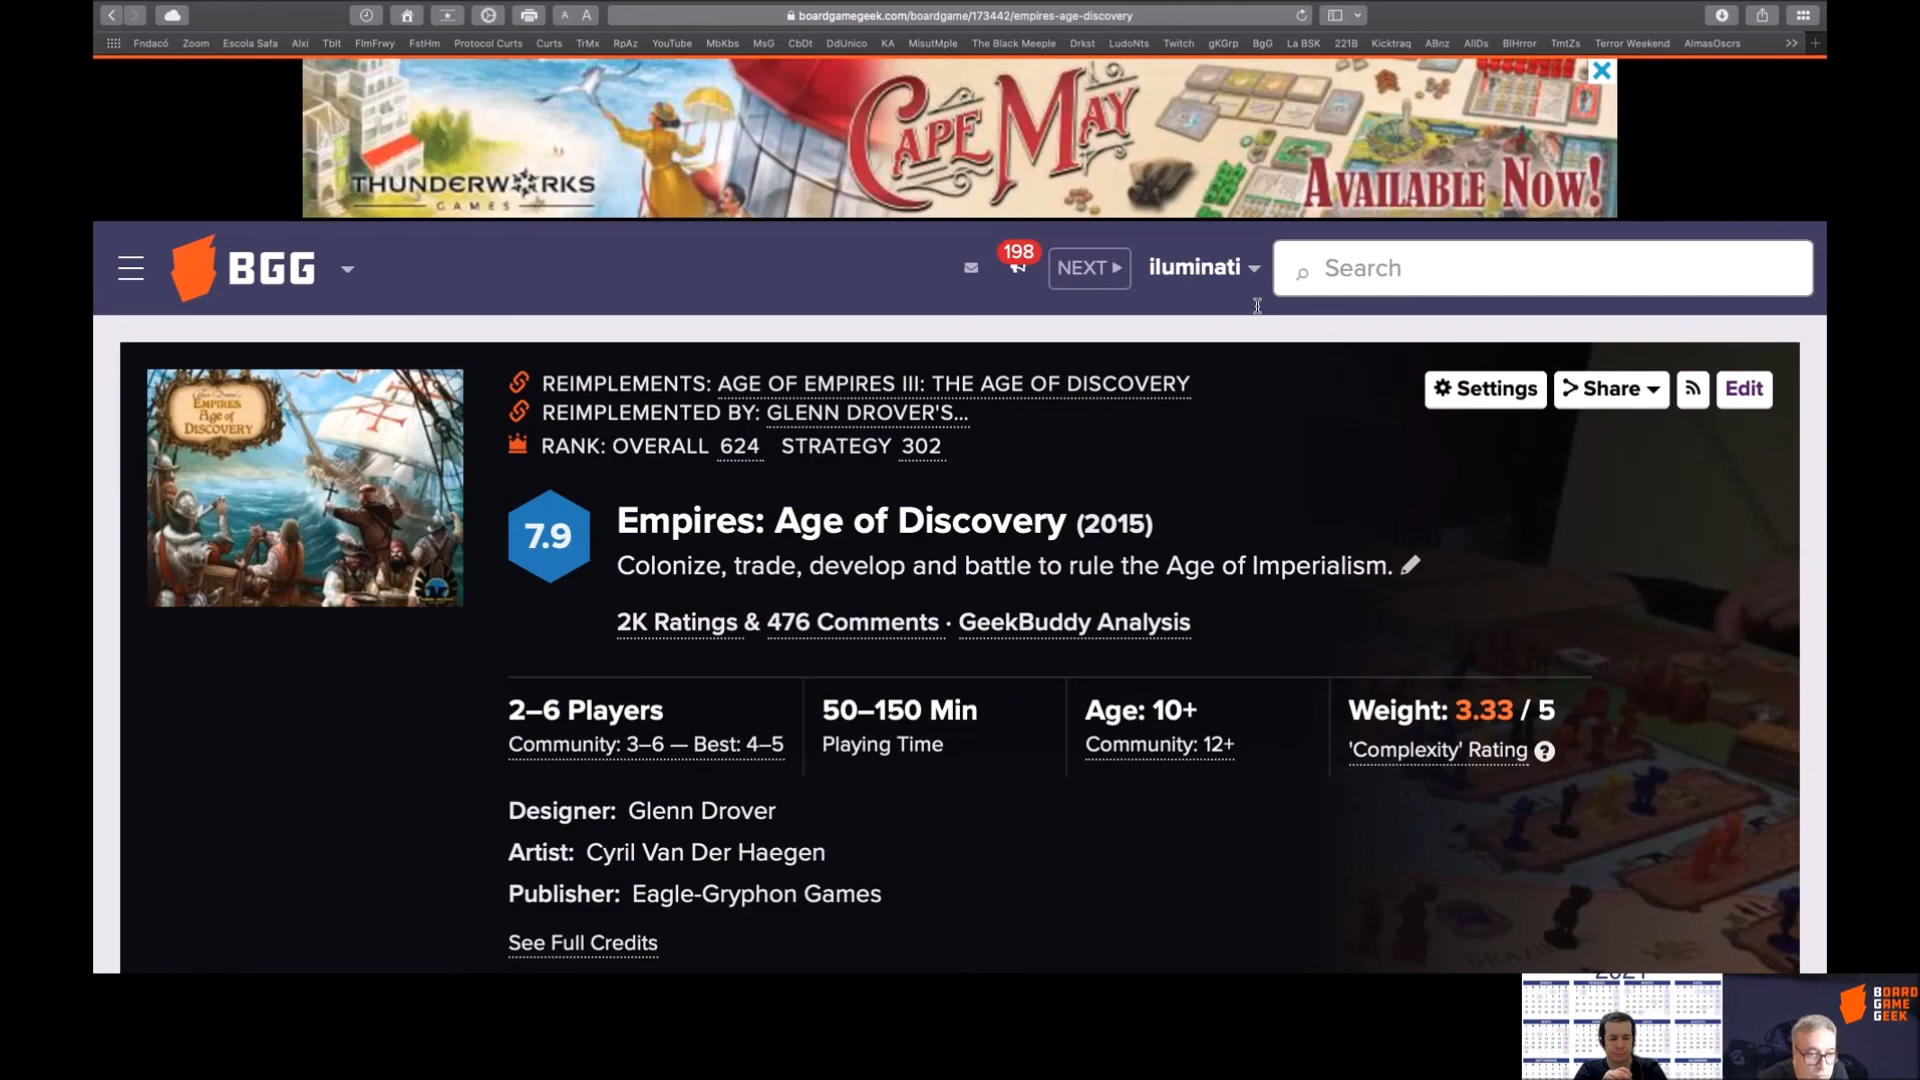 boardgamegeek.com/boardgame/173442/empires-age-discovery
A A
Fndacó Zoom Escola Safa Alxi Tblt FlmFrwy FstHm Protocol Curts Curts TrMx RpAz YouTube MbKbs MsG CbDt DdUnico KA MisutMple The Black Meeple Drkst LudoNts Twitch gKGrp BgG La BSK 221B Kicktraq ABnz AllDs BlHrror TmtZs Terror Weekend AlmasOscrs >>
CAPE MAY
THUNDERWORKS
GAMES
AVAILABLE NOW!
BGG
198
NEXT
iluminati
Search
Glenn Drover's
EMPIRES
Age of
DISCOVERY
REIMPLEMENTS: AGE OF EMPIRES III: THE AGE OF DISCOVERY
REIMPLEMENTED BY: GLENN DROVER'S...
RANK: OVERALL 624 STRATEGY 302
Settings
Share
Edit
7.9
Empires: Age of Discovery (2015)
Colonize, trade, develop and battle to rule the Age of Imperialism.
2K Ratings & 476 Comments · GeekBuddy Analysis
2–6 Players
Community: 3–6 — Best: 4–5
50–150 Min
Playing Time
Age: 10+
Community: 12+
Weight: 3.33 / 5
'Complexity' Rating ?
Designer: Glenn Drover
Artist: Cyril Van Der Haegen
Publisher: Eagle-Gryphon Games
See Full Credits
2021
BOARD
GAME
GEEK